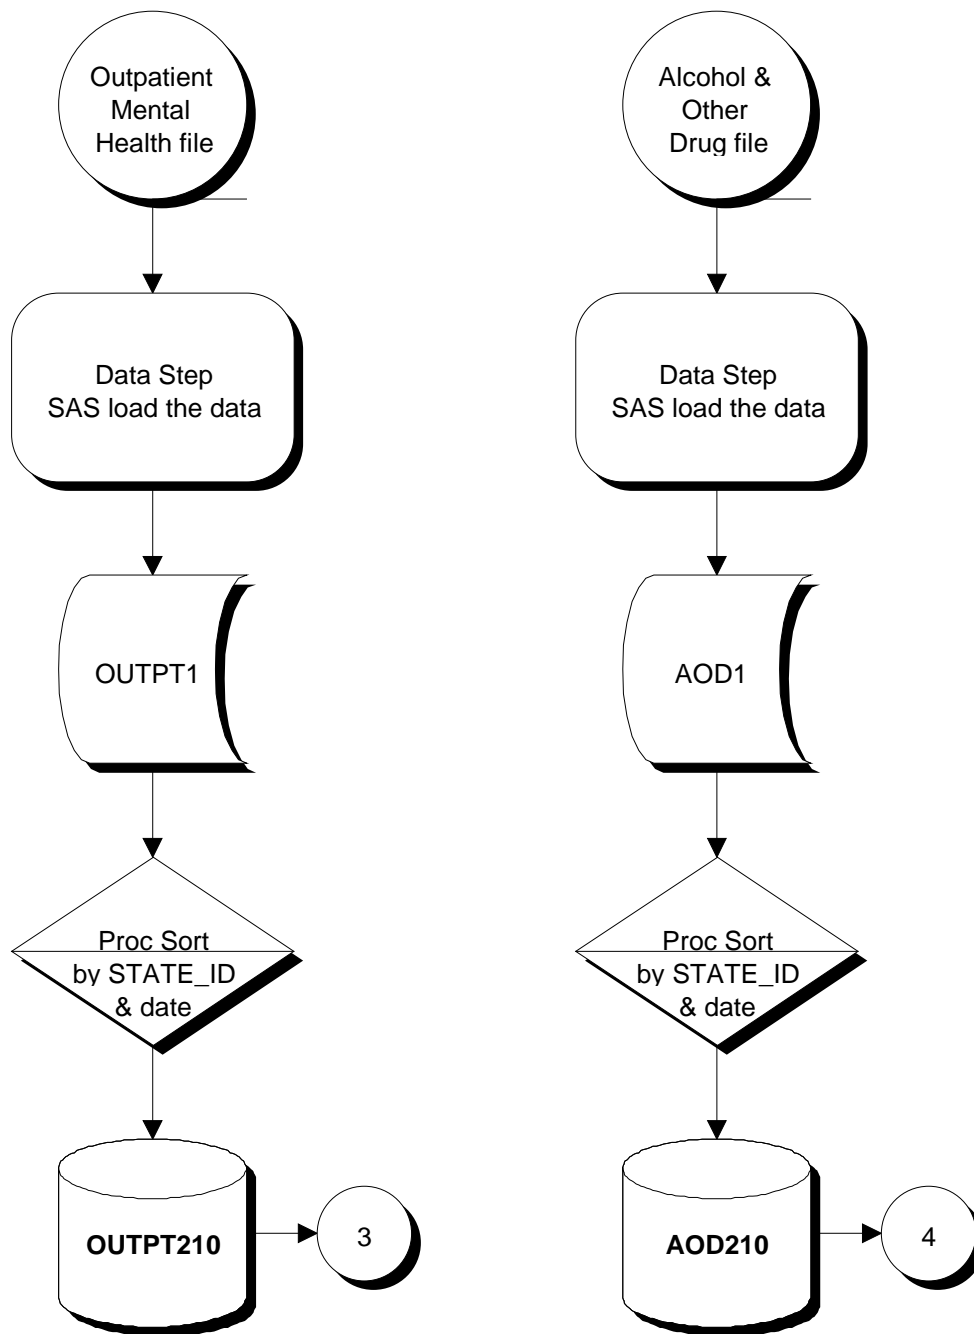 Outpatient
Mental
Health file
Data Step
SAS load the data
OUTPT1
Proc Sort
by STATE_ID
& date
OUTPT210
3
Alcohol &
Other
Drug file
Data Step
SAS load the data
AOD1
Proc Sort
by STATE_ID
& date
AOD210
4